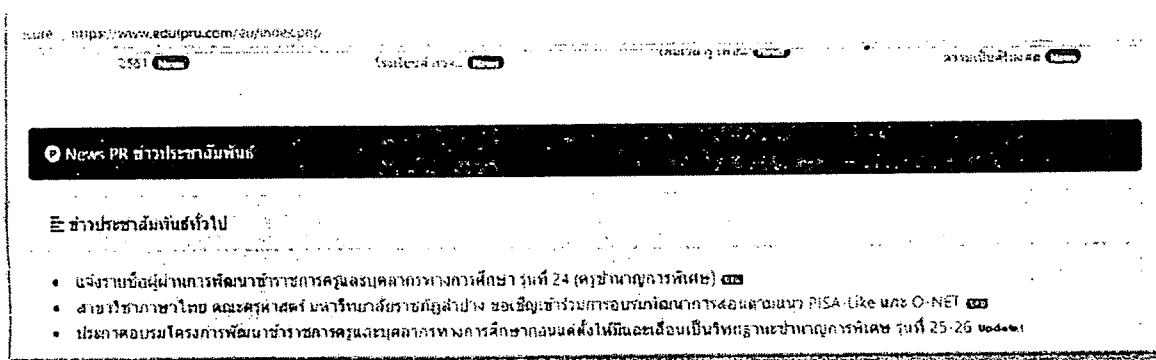 https://www.edulpru.com/eu/index.php
2561 News
News
News
News
News PR ข่าวประชาสัมพันธ์
ข่าวประชาสัมพันธ์ทั่วไป
แจ้งรายชื่อผู้ผ่านการพัฒนาข้าราชการครูและบุคลากรทางการศึกษา รุ่นที่ 24 (ครูชำนาญการพิเศษ)
สาขาวิชาภาษาไทย คณะครุศาสตร์ มหาวิทยาลัยราชภัฏลำปาง ขอเชิญเข้าร่วมการอบรมพัฒนาการสอนตามแนว PISA-Like และ O-NET
ประกาศอบรมโครงการพัฒนาข้าราชการครูและบุคลากรทางการศึกษาก่อนแต่งตั้งให้มีและเลื่อนเป็นวิทยฐานะชำนาญการพิเศษ รุ่นที่ 25-26 Update!